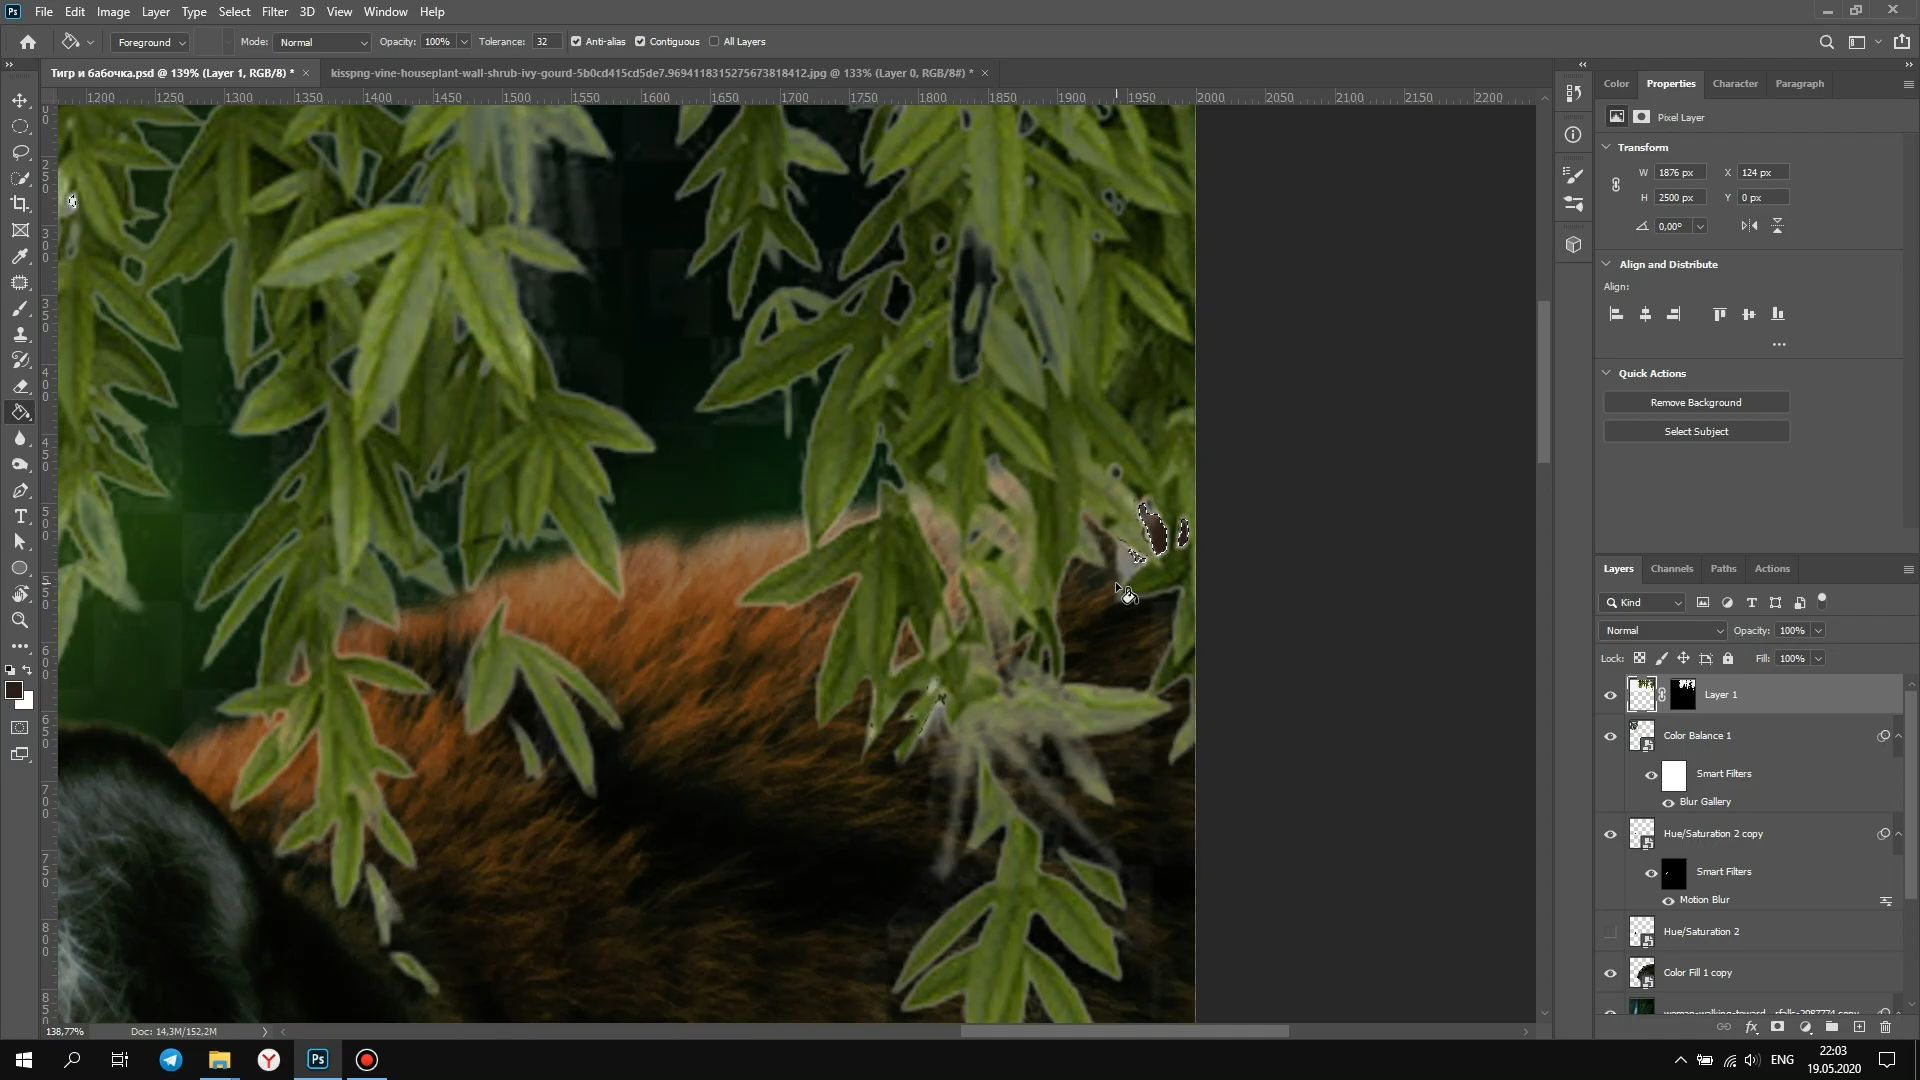 Ps File Edit Image Layer Type Select Filter 3D View Window Help
Foreground Mode: Normal Opacity: 100% Tolerance: 32 Anti-alias Contiguous All Layers
Тигр и бабочка.psd @ 139% (Layer 1, RGB/8) * × kisspng-vine-houseplant-wall-shrub-ivy-gourd-5b0cd415cd5de7.9694118315275673818412.jpg @ 133% (Layer 0, RGB/8#) * ×
Color Properties Character Paragraph
1200 1250 1300 1350 1400 1450 1500 1550 1600 1650 1700 1750 1800 1850 1900 1950 2000 2050 2100 2150 2200
Pixel Layer
Transform
W 1876 px X 124 px
H 2500 px Y 0 px
0,00°
Align and Distribute
Align:
Quick Actions
Remove Background
Select Subject
Layers Channels Paths Actions
Kind
Normal Opacity: 100%
Lock: Fill: 100%
Layer 1
Color Balance 1
Smart Filters
Blur Gallery
Hue/Saturation 2 copy
Smart Filters
Motion Blur
Hue/Saturation 2
Color Fill 1 copy
138,77% Doc: 14,3M/152,2M
Ps ENG 22:03
19.05.2020